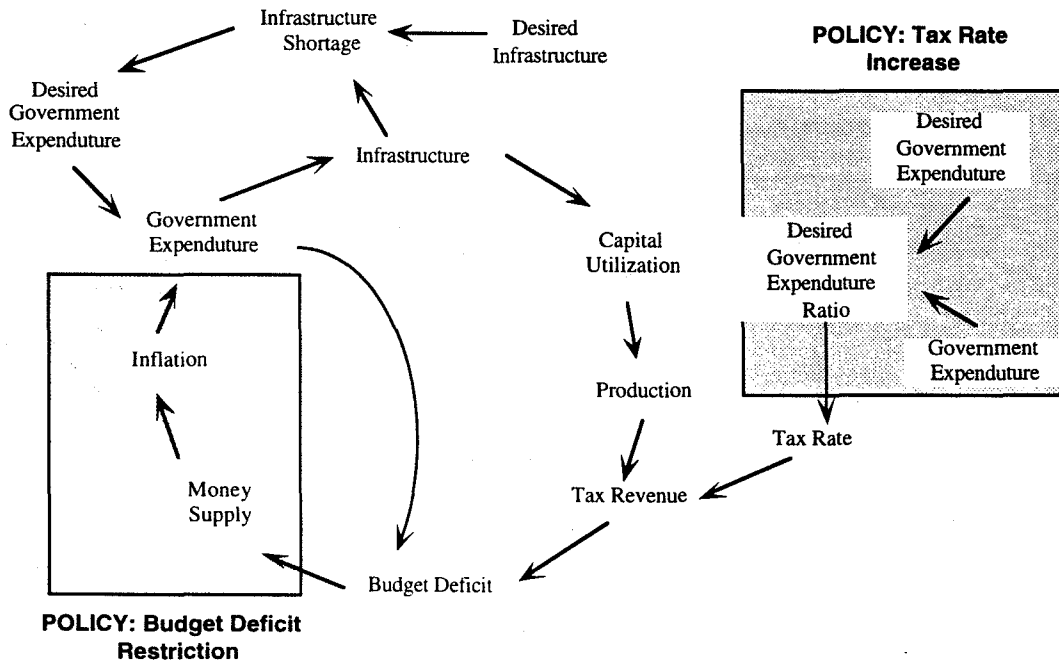 Infrastructure
Shortage
Desired
Infrastructure
POLICY: Tax Rate
Increase
Desired
Government
Expenduture
Infrastructure
Desired
Government
Expenduture
Government
Expenduture
Desired
Government
Expenduture
Ratio
Capital
Utilization
Inflation
Government
Expenduture
Production
Tax Rate
Money
Supply
Tax Revenue
Budget Deficit
POLICY: Budget Deficit
Restriction